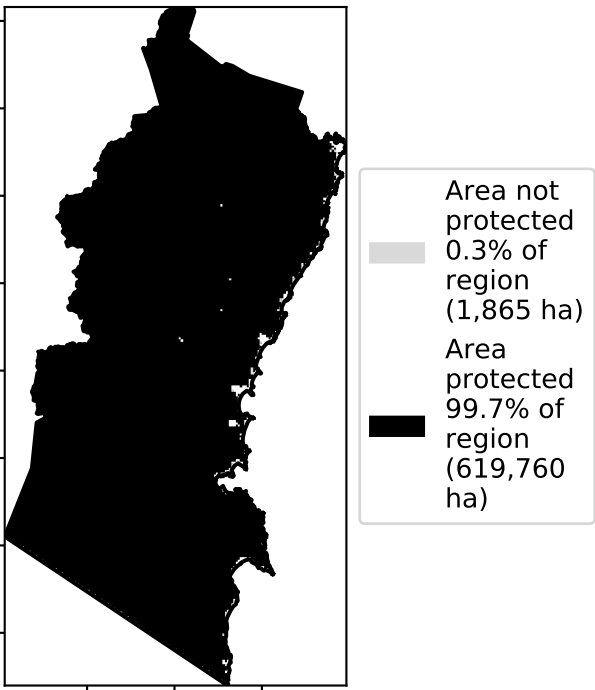 Area not
protected
0.3% of
region
(1,865 ha)
Area
protected
99.7% of
region
(619,760
ha)